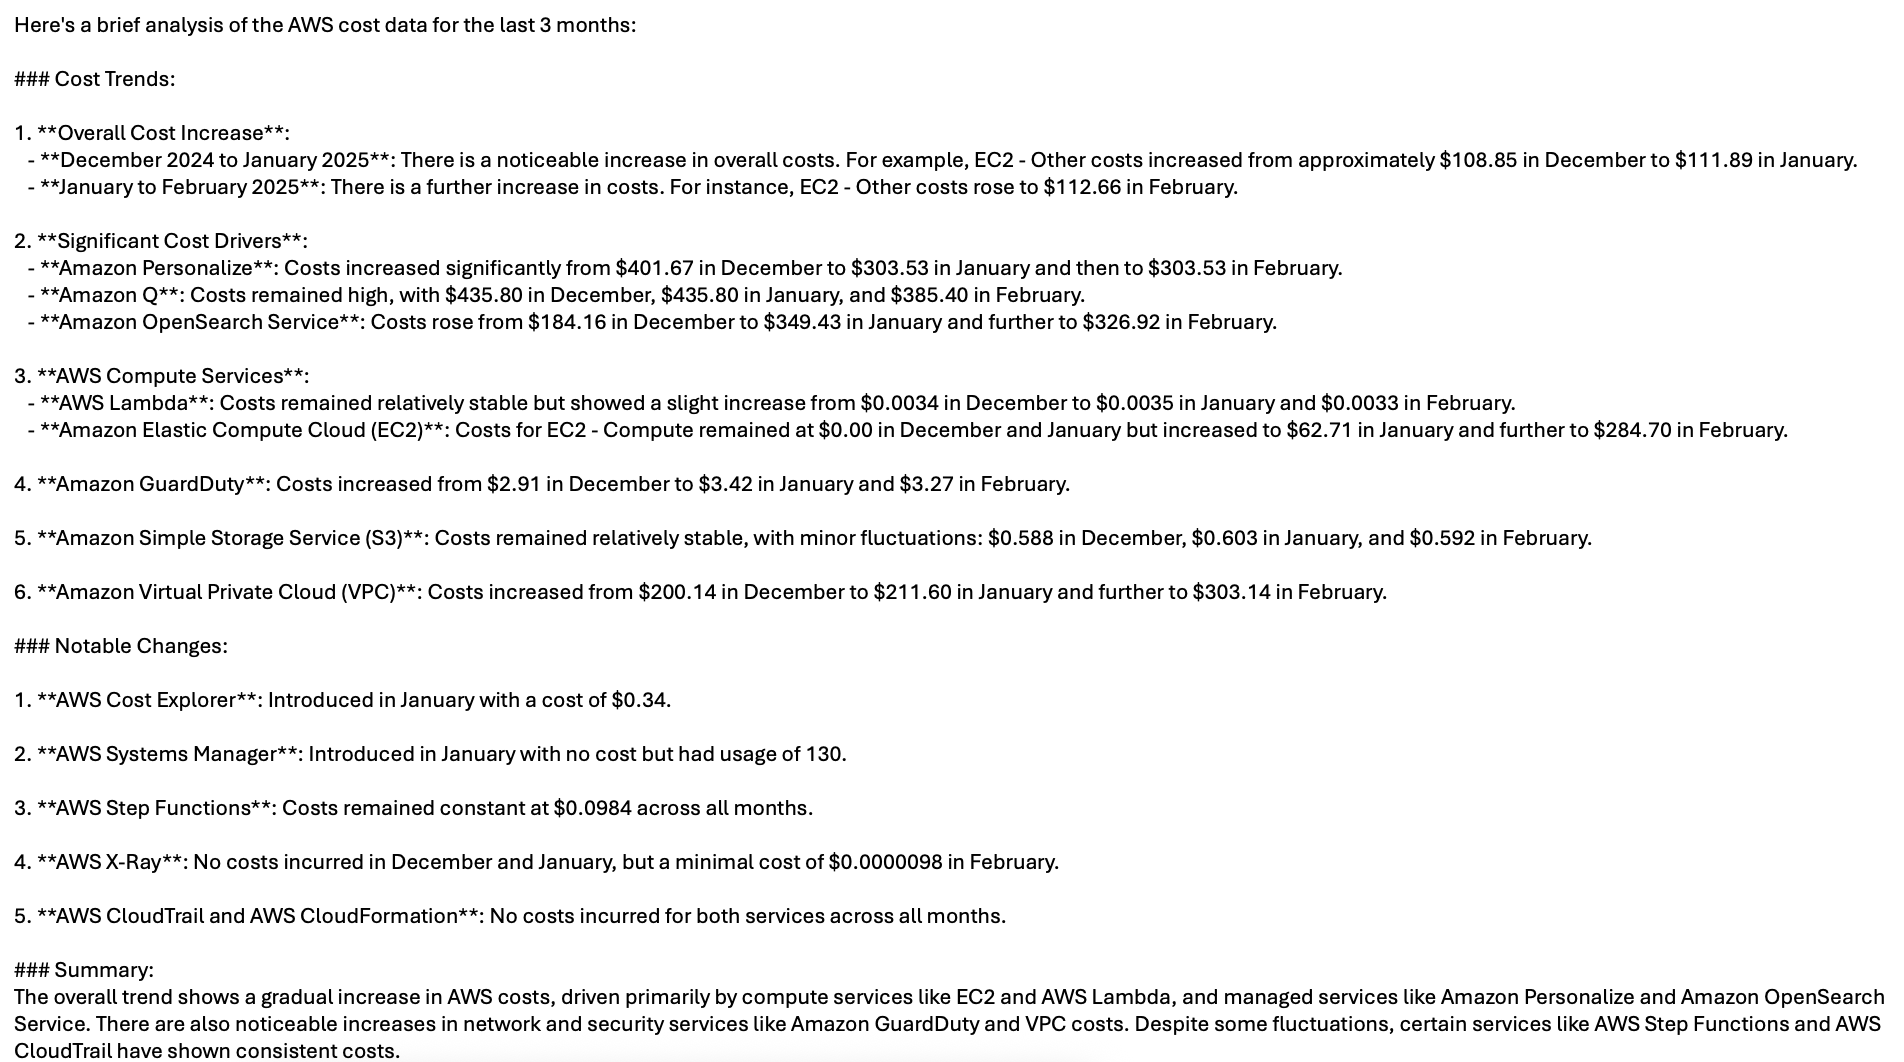 Here's a brief analysis of the AWS cost data for the last 3 months:
### Cost Trends:
1. **Overall Cost Increase**:
- **December 2024 to January 2025**: There is a noticeable increase in overall costs. For example, EC2 - Other costs increased from approximately $108.85 in December to $111.89 in January.
- **January to February 2025**: There is a further increase in costs. For instance, EC2 - Other costs rose to $112.66 in February.
2. **Significant Cost Drivers**:
- **Amazon Personalize**: Costs increased significantly from $401.67 in December to $303.53 in January and then to $303.53 in February.
- **Amazon Q**: Costs remained high, with $435.80 in December, $435.80 in January, and $385.40 in February.
- **Amazon OpenSearch Service**: Costs rose from $184.16 in December to $349.43 in January and further to $326.92 in February.
3. **AWS Compute Services**:
- **AWS Lambda**: Costs remained relatively stable but showed a slight increase from $0.0034 in December to $0.0035 in January and $0.0033 in February.
- **Amazon Elastic Compute Cloud (EC2)**: Costs for EC2 - Compute remained at $0.00 in December and January but increased to $62.71 in January and further to $284.70 in February.
4. **Amazon GuardDuty**: Costs increased from $2.91 in December to $3.42 in January and $3.27 in February.
5. **Amazon Simple Storage Service (S3)**: Costs remained relatively stable, with minor fluctuations: $0.588 in December, $0.603 in January, and $0.592 in February.
6. **Amazon Virtual Private Cloud (VPC)**: Costs increased from $200.14 in December to $211.60 in January and further to $303.14 in February.
### Notable Changes:
1. **AWS Cost Explorer**: Introduced in January with a cost of $0.34.
2. **AWS Systems Manager**: Introduced in January with no cost but had usage of 130.
3. **AWS Step Functions**: Costs remained constant at $0.0984 across all months.
4. **AWS X-Ray**: No costs incurred in December and January, but a minimal cost of $0.0000098 in February.
5. **AWS CloudTrail and AWS CloudFormation**: No costs incurred for both services across all months.
### Summary:
The overall trend shows a gradual increase in AWS costs, driven primarily by compute services like EC2 and AWS Lambda, and managed services like Amazon Personalize and Amazon OpenSearch
Service. There are also noticeable increases in network and security services like Amazon GuardDuty and VPC costs. Despite some fluctuations, certain services like AWS Step Functions and AWS
CloudTrail have shown consistent costs.